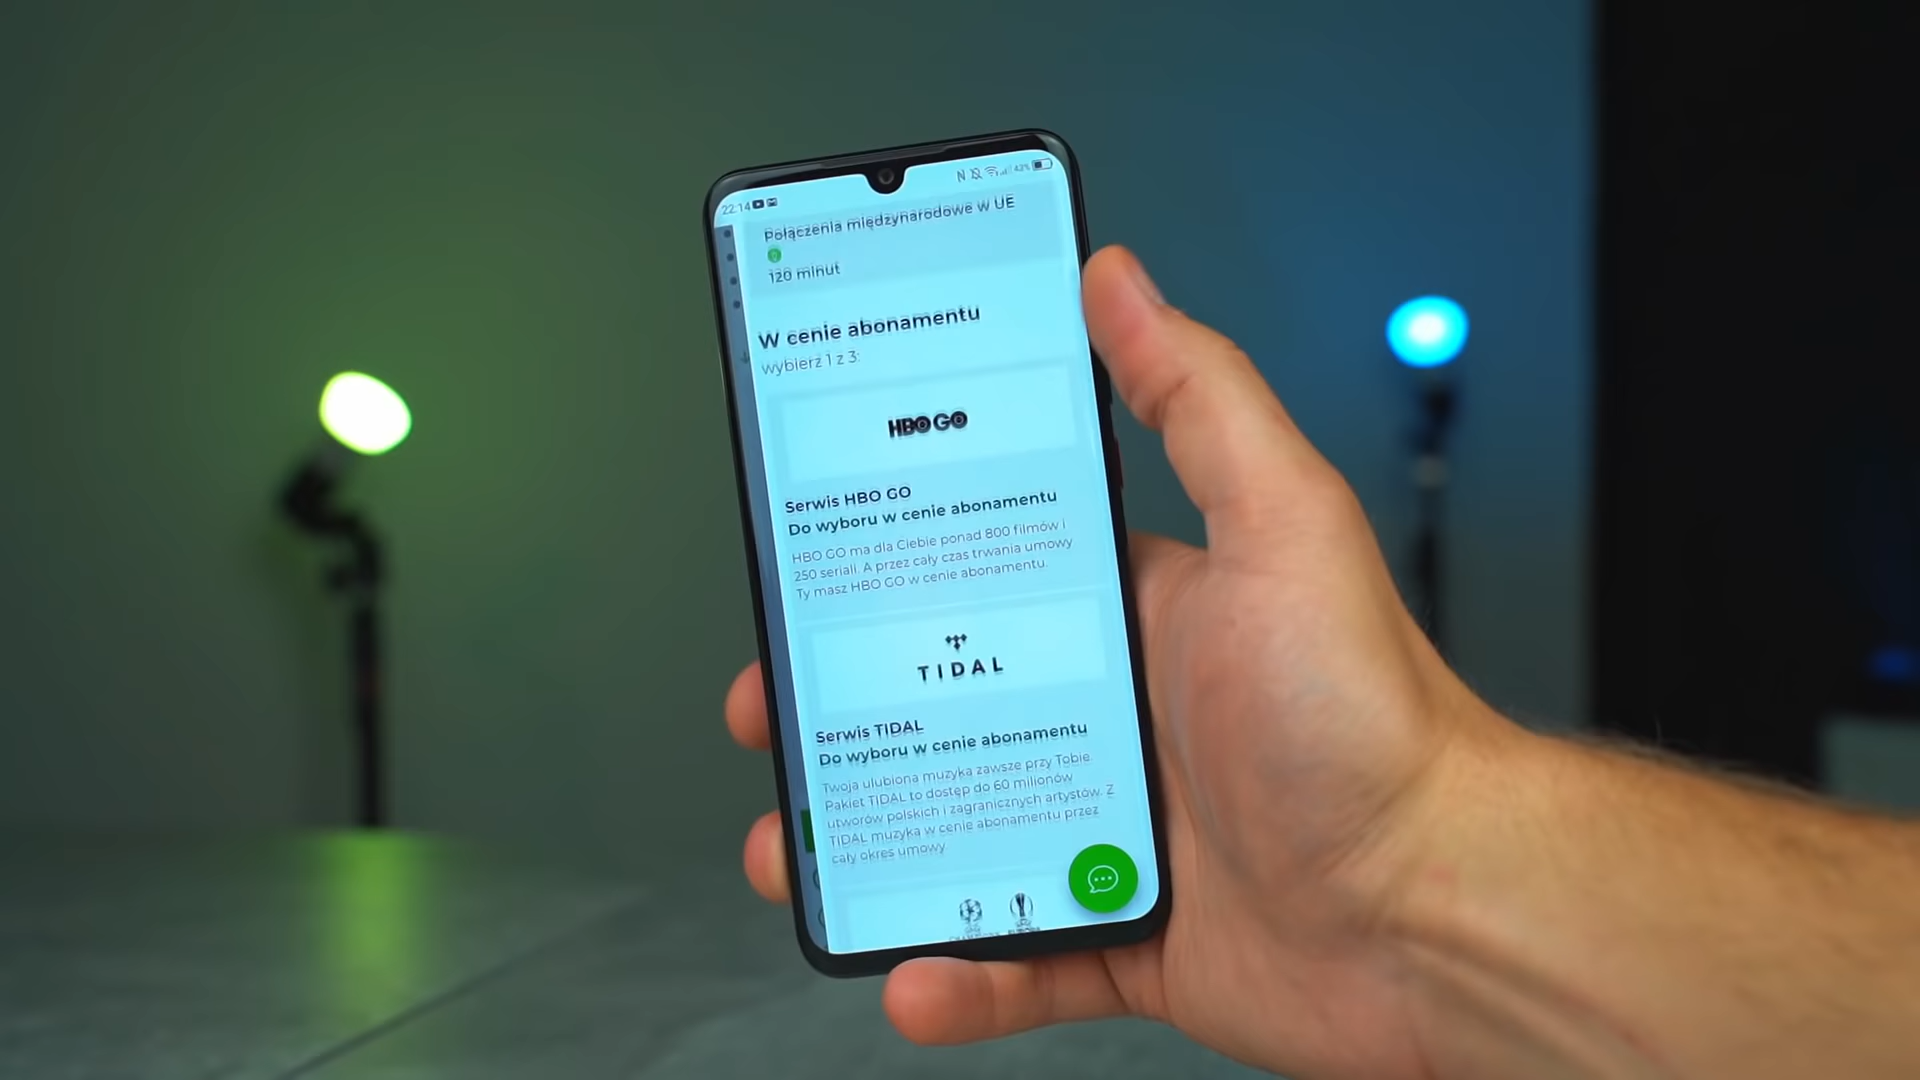 22:14
43%
Połączenia międzynarodowe w UE
120 minut
W cenie abonamentu
wybierz 1 z 3:
HBO GO
Serwis HBO GO
Do wyboru w cenie abonamentu
HBO GO ma dla Ciebie ponad 800 filmów i
250 seriali. A przez cały czas trwania umowy
Ty masz HBO GO w cenie abonamentu.
TIDAL
Serwis TIDAL
Do wyboru w cenie abonamentu
Twoja ulubiona muzyka zawsze przy Tobie.
Pakiet TIDAL to dostęp do 60 milionów
utworów polskich i zagranicznych artystów. Z
TIDAL muzyka w cenie abonamentu przez
cały okres umowy